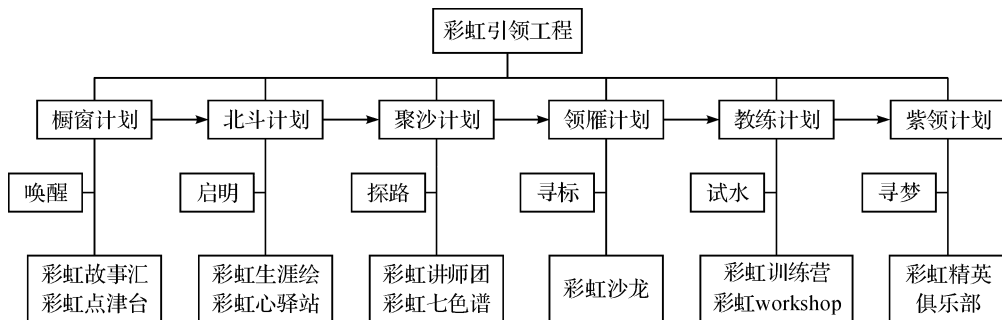 彩虹引领工程
橱窗计划
北斗计划
聚沙计划
领雁计划
教练计划
紫领计划
唤醒
启明
探路
寻标
试水
寻梦
彩虹故事汇
彩虹点津台
彩虹生涯绘
彩虹心驿站
彩虹讲师团
彩虹七色谱
彩虹沙龙
彩虹训练营
彩虹workshop
彩虹精英
俱乐部